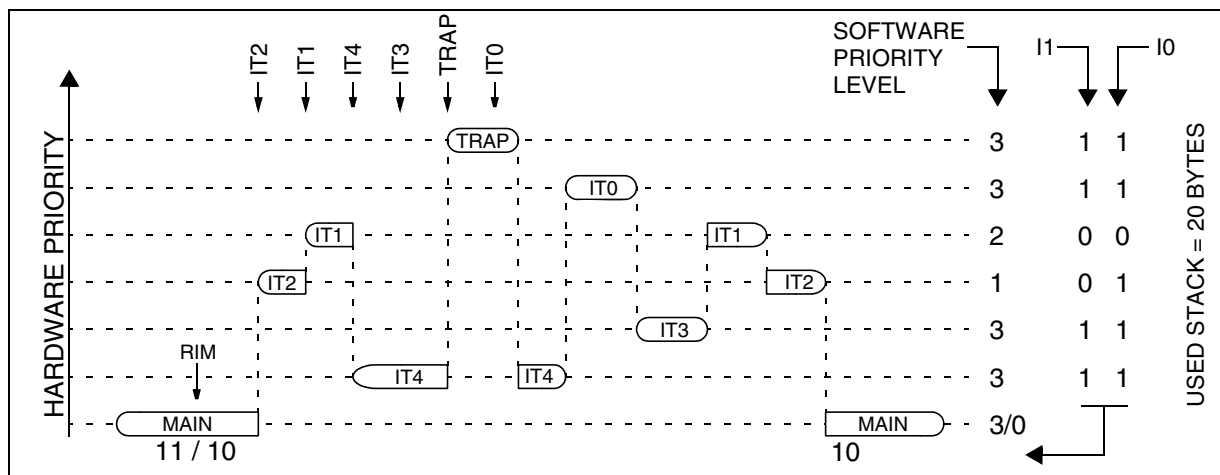 IT2
IT1
IT4
IT3
TRAP
IT0
SOFTWARE
PRIORITY
LEVEL
I1
I0
HARDWARE PRIORITY
TRAP
3
1 1
IT0
3
1 1
IT1
IT1
2
0 0
IT2
IT2
1
0 1
IT3
3
1 1
RIM
IT4
IT4
3
1 1
MAIN
MAIN
3/0
11 / 10
10
USED STACK = 20 BYTES